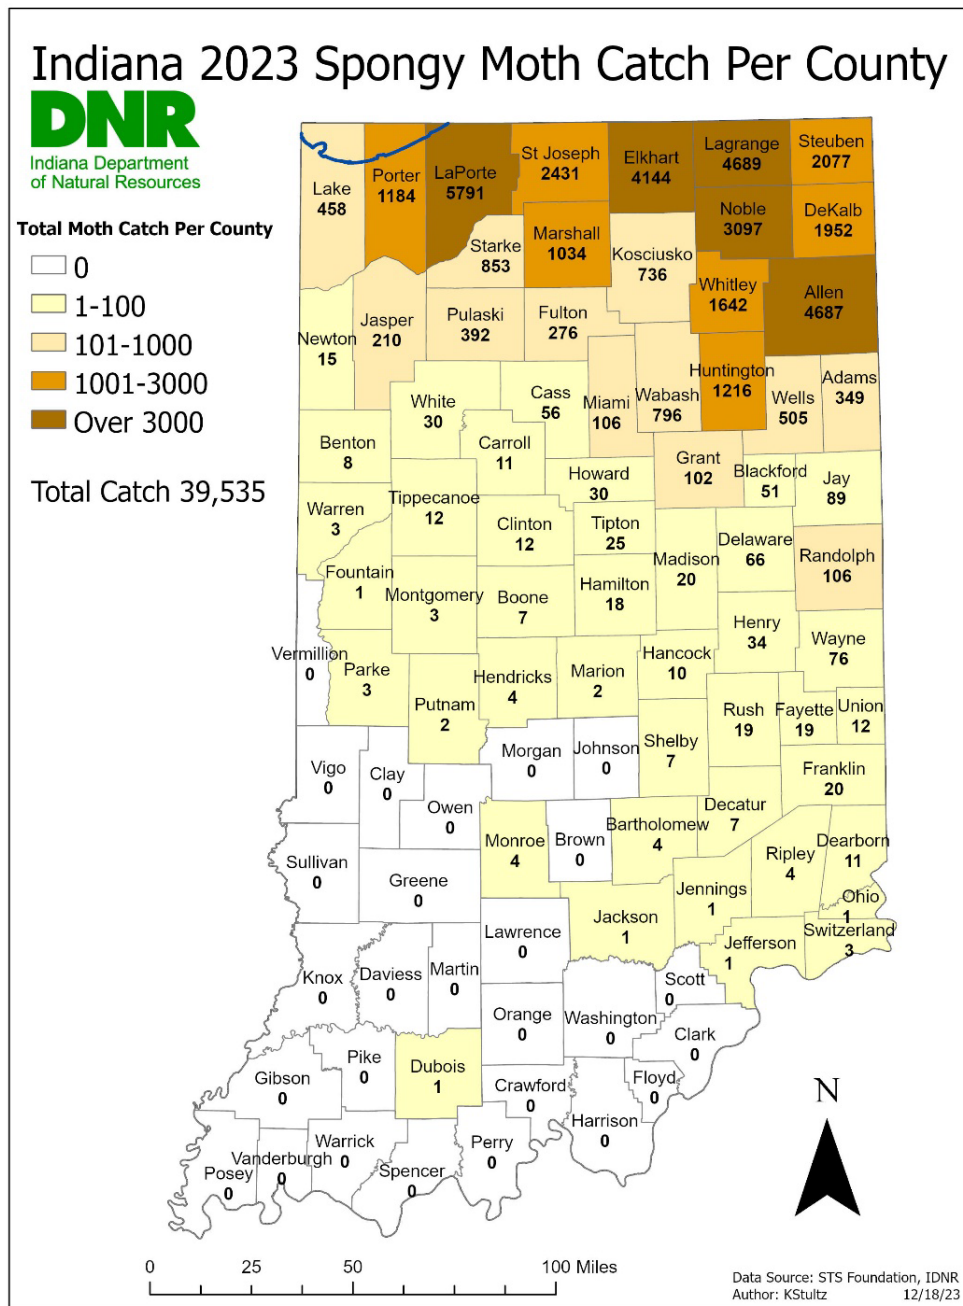 Indiana 2023 Spongy Moth Catch Per County
DNR
Indiana Department
of Natural Resources
Total Moth Catch Per County
0
1-100
101-1000
1001-3000
Over 3000
Total Catch 39,535
Lake
458
Porter
1184
LaPorte
5791
St Joseph
2431
Elkhart
4144
Lagrange
4689
Steuben
2077
Noble
3097
DeKalb
1952
Starke
853
Marshall
1034
Kosciusko
736
Whitley
1642
Allen
4687
Newton
15
Jasper
210
Pulaski
392
Fulton
276
White
30
Cass
56
Miami
106
Wabash
796
Huntington
1216
Wells
505
Adams
349
Benton
8
Carroll
11
Howard
30
Grant
102
Blackford
51
Jay
89
Warren
3
Tippecanoe
12
Clinton
12
Tipton
25
Madison
20
Delaware
66
Randolph
106
Fountain
1
Montgomery
3
Boone
7
Hamilton
18
Henry
34
Wayne
76
Vermillion
0
Parke
3
Putnam
2
Hendricks
4
Marion
2
Hancock
10
Rush
19
Fayette
19
Union
12
Vigo
0
Clay
0
Morgan
0
Johnson
0
Shelby
7
Franklin
20
Owen
0
Monroe
4
Brown
0
Bartholomew
4
Decatur
7
Ripley
4
Dearborn
11
Sullivan
0
Greene
0
Jackson
1
Jennings
1
Ohio
1
Switzerland
3
Jefferson
1
Lawrence
0
Knox
0
Daviess
0
Martin
0
Scott
0
Orange
0
Washington
0
Clark
0
Gibson
0
Pike
0
Dubois
1
Crawford
0
Floyd
0
Harrison
0
Posey
0
Vanderburgh
0
Warrick
0
Spencer
0
Perry
0
N
0 25 50 100 Miles
Data Source: STS Foundation, IDNR
Author: KStultz 12/18/23